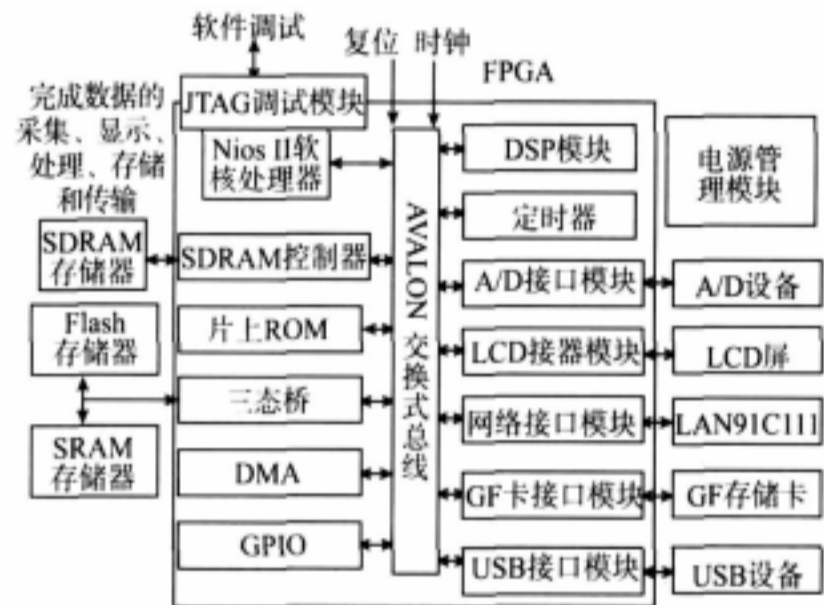 软件调试
复位 时钟
FPGA
完成数据的
采集、显示、
处理、存储
和传输
JTAG调试模块
Nios II软
核处理器
SDRAM
存储器
SDRAM控制器
Flash
存储器
片上ROM
三态桥
SRAM
存储器
DMA
GPIO
AVALON 交换式总线
DSP模块
定时器
A/D接口模块
LCD接器模块
网络接口模块
GF卡接口模块
USB接口模块
电源管
理模块
A/D设备
LCD屏
LAN91C111
GF存储卡
USB设备